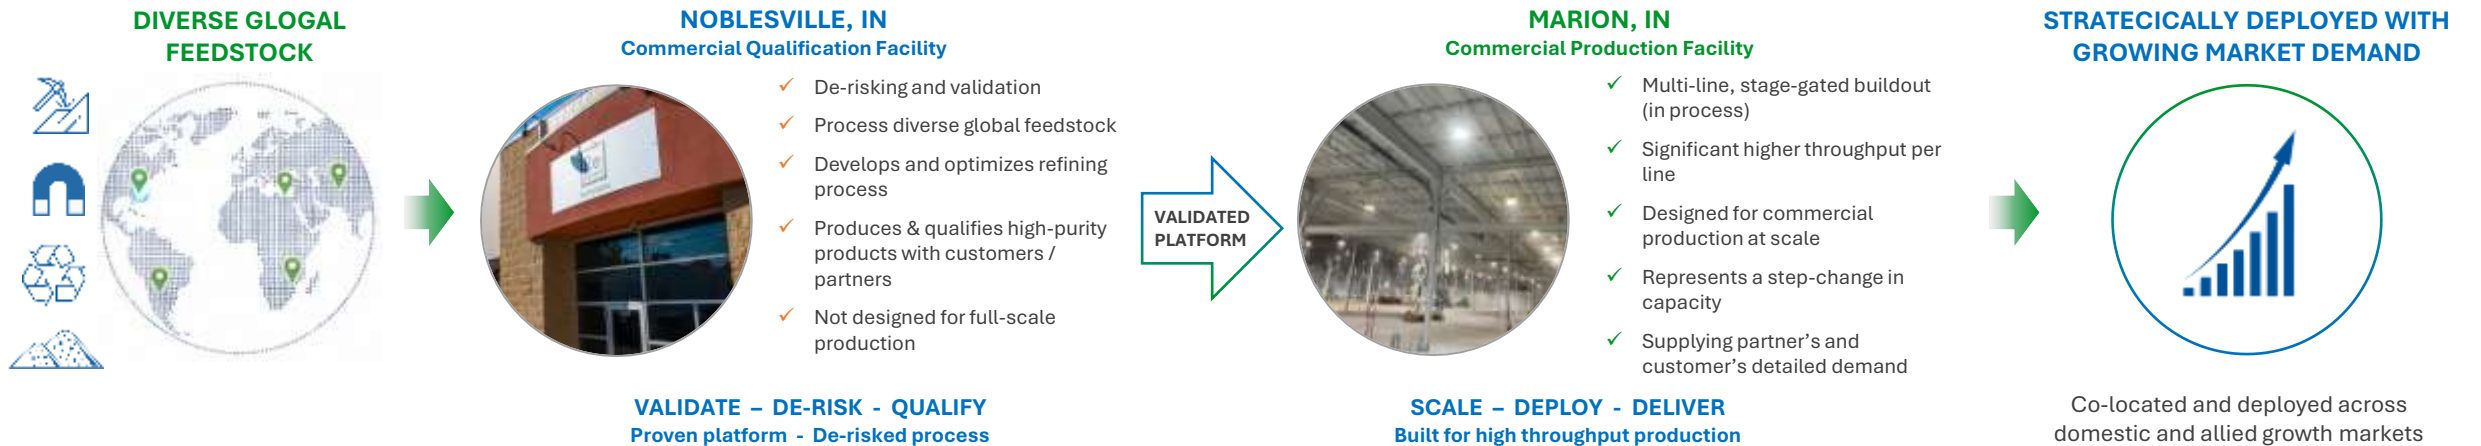 DIVERSE GLOGAL
FEEDSTOCK
NOBLESVILLE, IN
Commercial Qualification Facility
De-risking and validation
Process diverse global feedstock
Develops and optimizes refining
process
Produces & qualifies high-purity
products with customers /
partners
Not designed for full-scale
production
VALIDATE – DE-RISK - QUALIFY
Proven platform - De-risked process
VALIDATED
PLATFORM
MARION, IN
Commercial Production Facility
Multi-line, stage-gated buildout
(in process)
Significant higher throughput per
line
Designed for commercial
production at scale
Represents a step-change in
capacity
Supplying partner’s and
customer’s detailed demand
SCALE – DEPLOY - DELIVER
Built for high throughput production
STRATECICALLY DEPLOYED WITH
GROWING MARKET DEMAND
Co-located and deployed across
domestic and allied growth markets